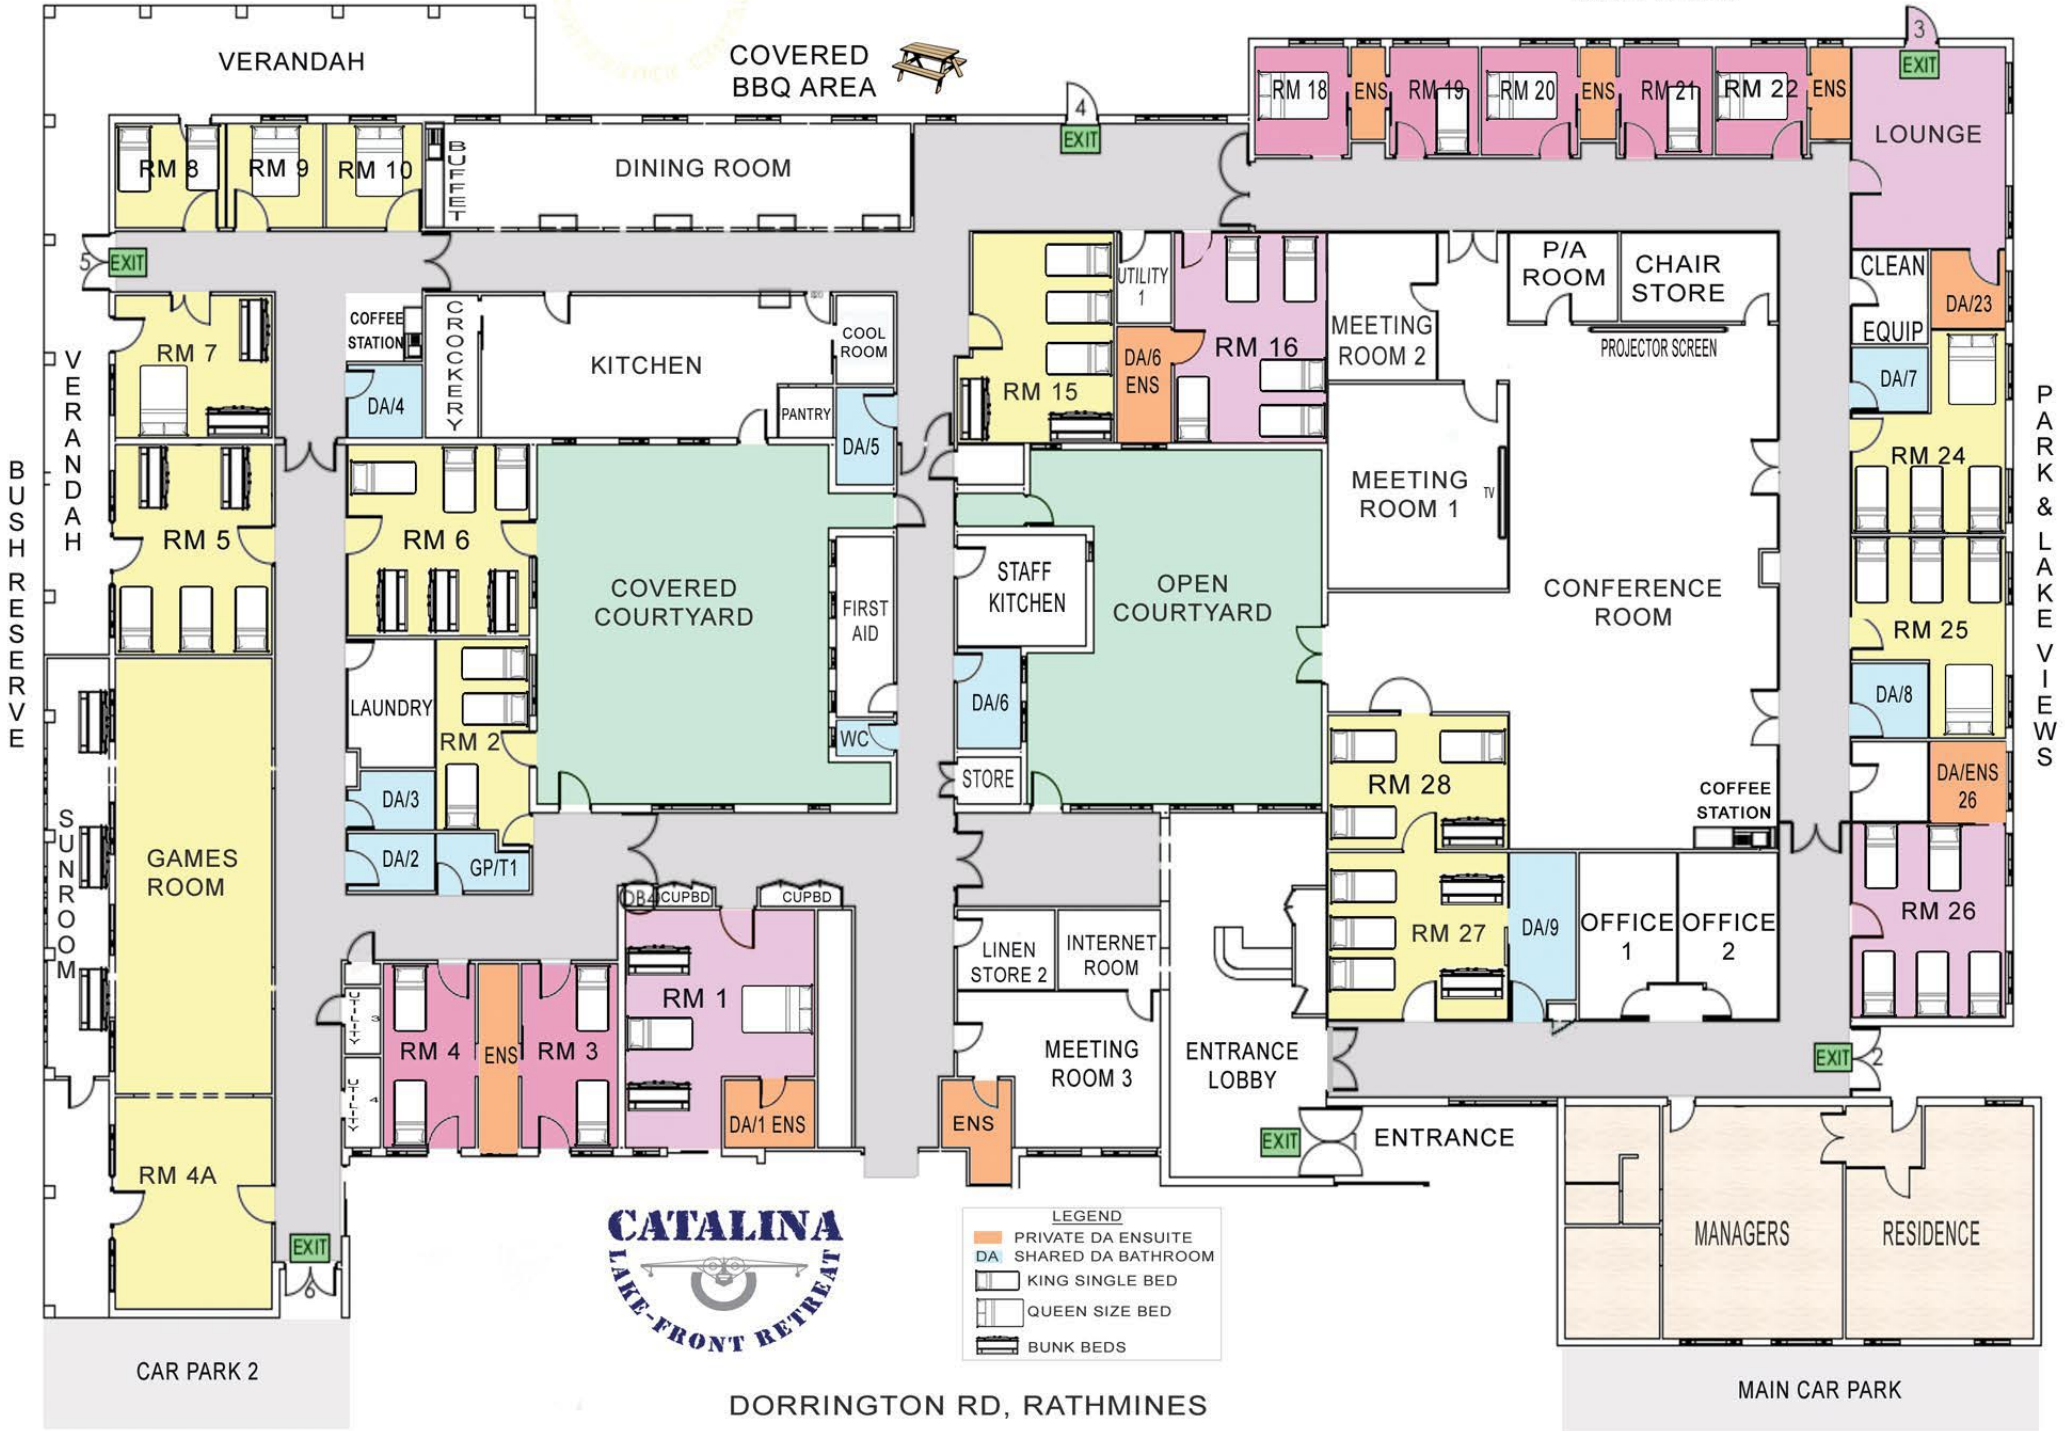 VERANDAH
COVERED
BBQ AREA
4
EXIT
3
EXIT
RM 18
ENS
RM 19
RM 20
ENS
RM 21
RM 22
ENS
LOUNGE
RM 8
RM 9
RM 10
BUFFET
DINING ROOM
5
EXIT
COFFEE
STATION
CROCKERY
KITCHEN
COOL
ROOM
PANTRY
DA/4
DA/5
RM 7
RM 15
UTILITY
1
DA/6
ENS
RM 16
MEETING
ROOM 2
P/A
ROOM
CHAIR
STORE
PROJECTOR SCREEN
CLEAN
EQUIP
DA/23
DA/7
RM 24
VERANDAH
BUSH RESERVE
RM 5
RM 6
COVERED
COURTYARD
FIRST
AID
WC
STAFF
KITCHEN
OPEN
COURTYARD
MEETING
ROOM 1
TV
CONFERENCE
ROOM
RM 25
DA/8
PARK & LAKE VIEWS
LAUNDRY
RM 2
DA/3
DA/2
GP/T1
DA/6
STORE
RM 28
COFFEE
STATION
DA/ENS
26
SUNROOM
GAMES
ROOM
DB4
CUPBD
CUPBD
LINEN
STORE 2
INTERNET
ROOM
RM 27
DA/9
OFFICE
1
OFFICE
2
RM 26
UTILITY
3
UTILITY
4
RM 4
ENS
RM 3
RM 1
DA/1 ENS
ENS
MEETING
ROOM 3
ENTRANCE
LOBBY
EXIT
2
EXIT
1
ENTRANCE
RM 4A
EXIT
6
MANAGERS
RESIDENCE
CATALINA
LAKE-FRONT RETREAT
LEGEND
PRIVATE DA ENSUITE
DA SHARED DA BATHROOM
KING SINGLE BED
QUEEN SIZE BED
BUNK BEDS
CAR PARK 2
DORRINGTON RD, RATHMINES
MAIN CAR PARK